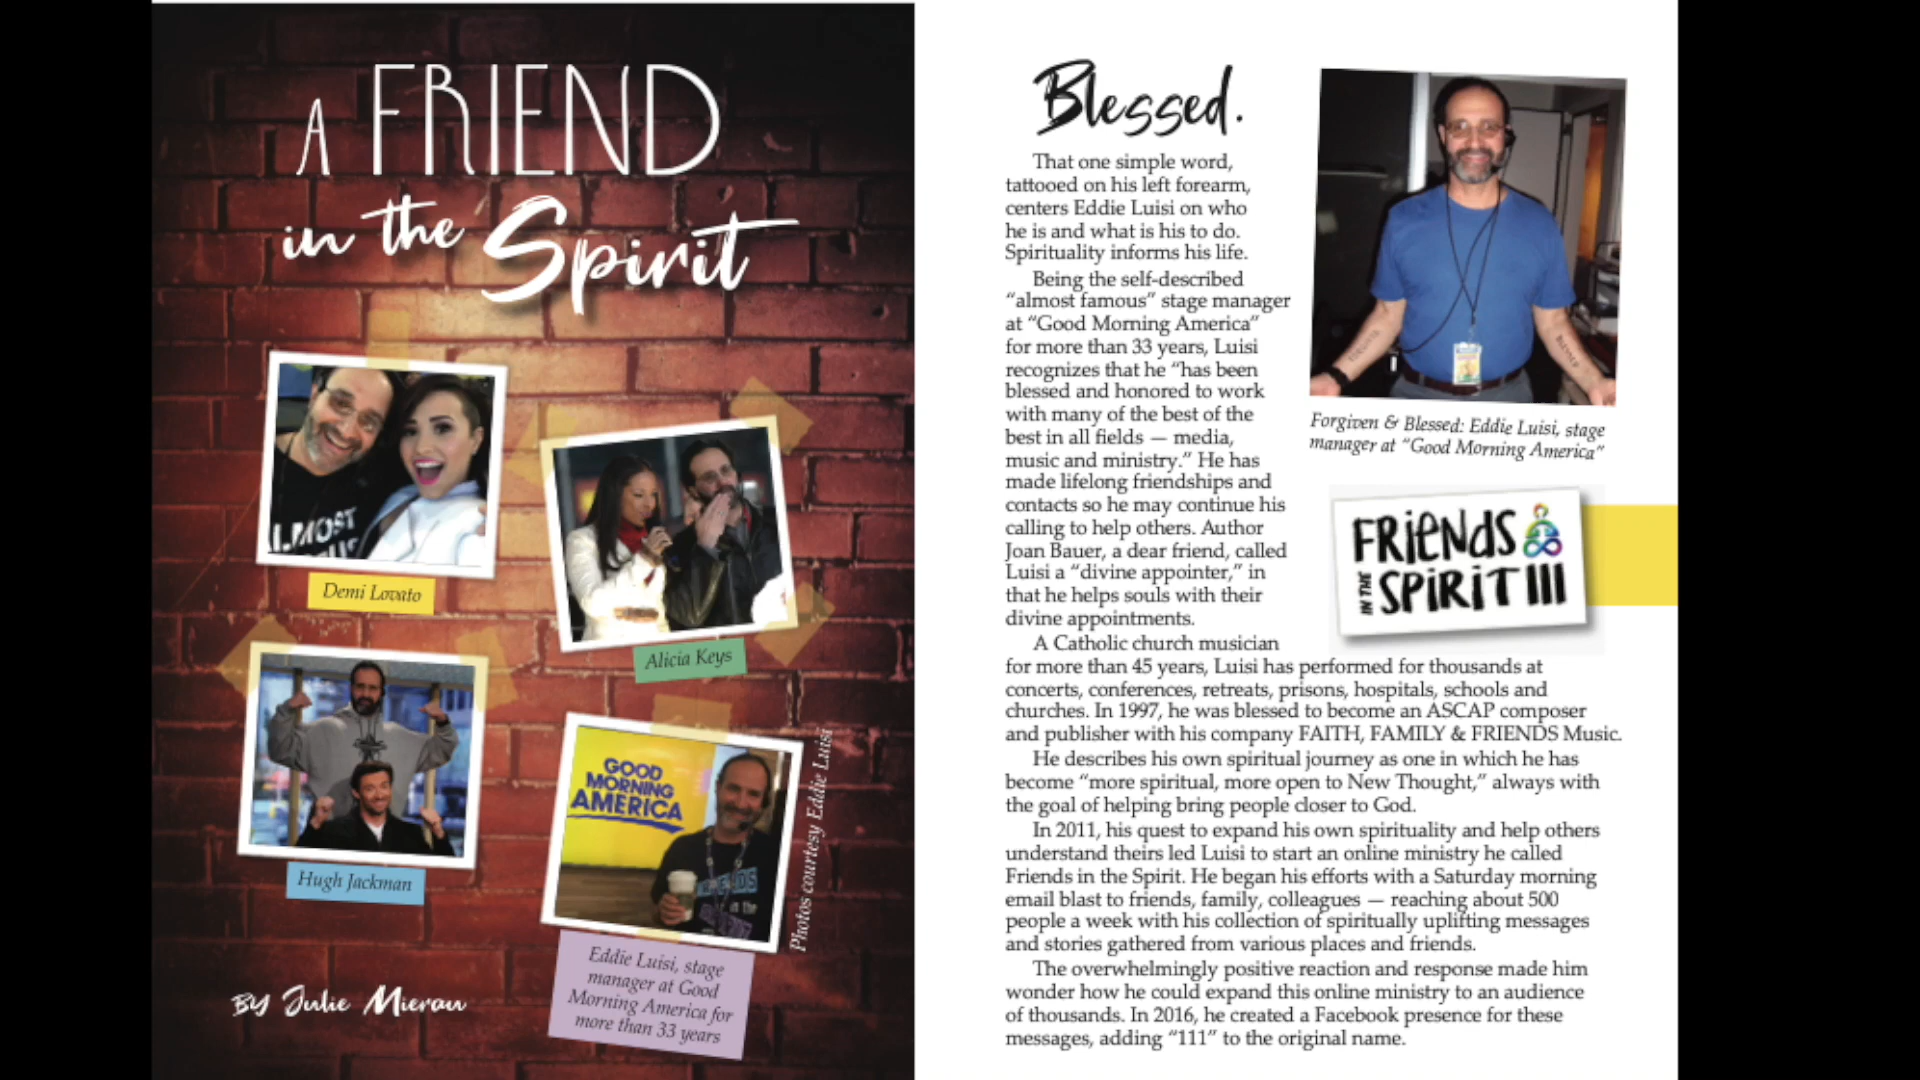 A FRIEND
in the Spirit
Demi Lovato
Alicia Keys
Hugh Jackman
GOOD
MORNING
AMERICA
Photos courtesy Eddie Luisi
Eddie Luisi, stage
manager at Good
Morning America for
more than 33 years
BY Julie Mierau
Blessed.
That one simple word,
tattooed on his left forearm,
centers Eddie Luisi on who
he is and what is his to do.
Spirituality informs his life.
Being the self-described
“almost famous” stage manager
at “Good Morning America”
for more than 33 years, Luisi
recognizes that he “has been
blessed and honored to work
with many of the best of the
best in all fields — media,
music and ministry.” He has
made lifelong friendships and
contacts so he may continue his
calling to help others. Author
Joan Bauer, a dear friend, called
Luisi a “divine appointer,” in
that he helps souls with their
divine appointments.
A Catholic church musician
for more than 45 years, Luisi has performed for thousands at
concerts, conferences, retreats, prisons, hospitals, schools and
churches. In 1997, he was blessed to become an ASCAP composer
and publisher with his company FAITH, FAMILY & FRIENDS Music.
He describes his own spiritual journey as one in which he has
become “more spiritual, more open to New Thought,” always with
the goal of helping bring people closer to God.
In 2011, his quest to expand his own spirituality and help others
understand theirs led Luisi to start an online ministry he called
Friends in the Spirit. He began his efforts with a Saturday morning
email blast to friends, family, colleagues — reaching about 500
people a week with his collection of spiritually uplifting messages
and stories gathered from various places and friends.
The overwhelmingly positive reaction and response made him
wonder how he could expand this online ministry to an audience
of thousands. In 2016, he created a Facebook presence for these
messages, adding “111” to the original name.
Forgiven & Blessed: Eddie Luisi, stage
manager at “Good Morning America”
FRiENdS
IN THE SPiRiT III